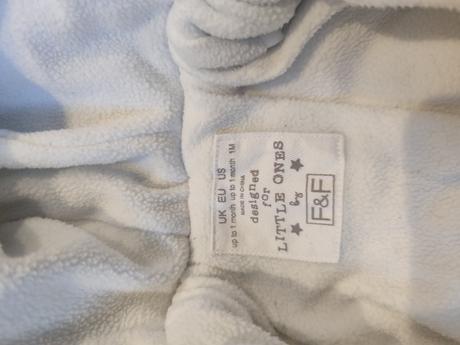 UK EU US
up to 1 month up to 1 month 1M
MADE IN CHINA
designed
for
LITTLE ONES
by
F&F